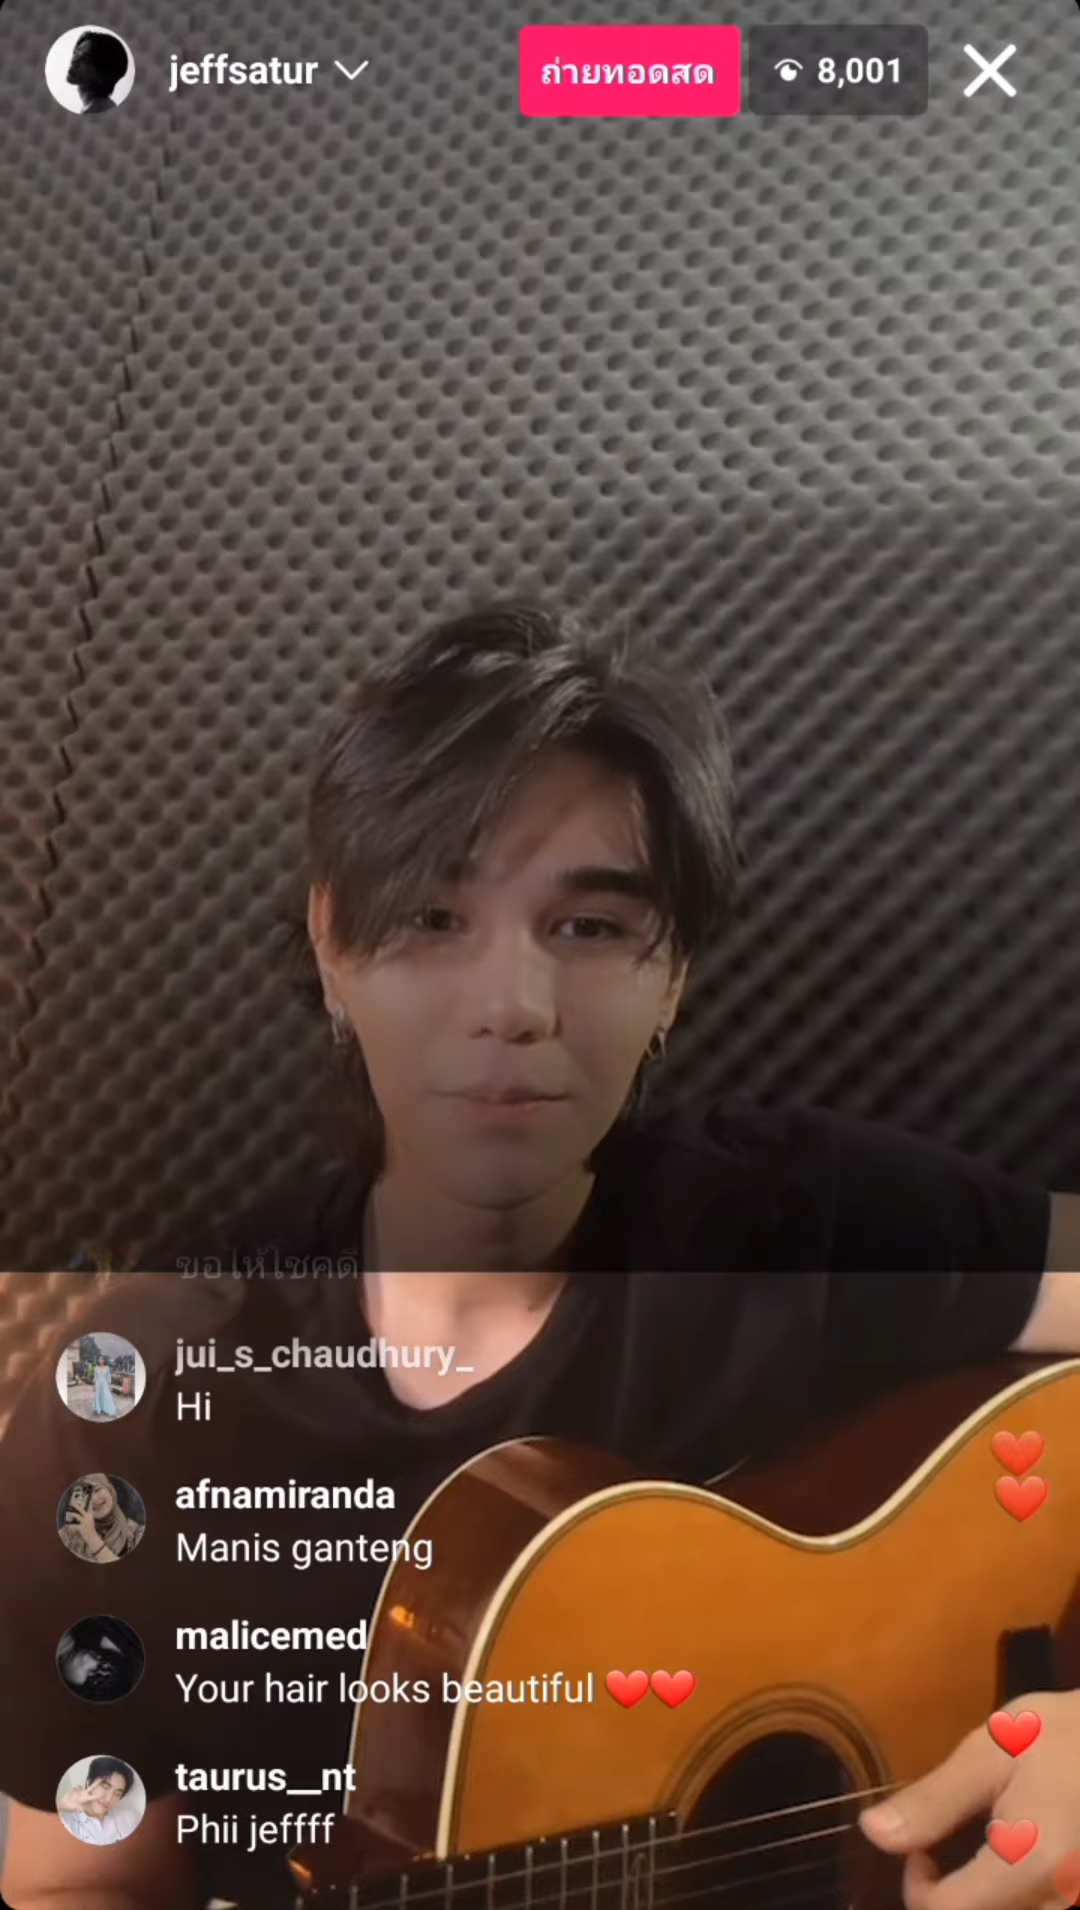 jeffsatur
ถ่ายทอดสด
8,001
ขอให้โชคดี
jui_s_chaudhury_
Hi
afnamiranda
Manis ganteng
malicemed
Your hair looks beautiful ❤️❤️
taurus__nt
Phii jeffff